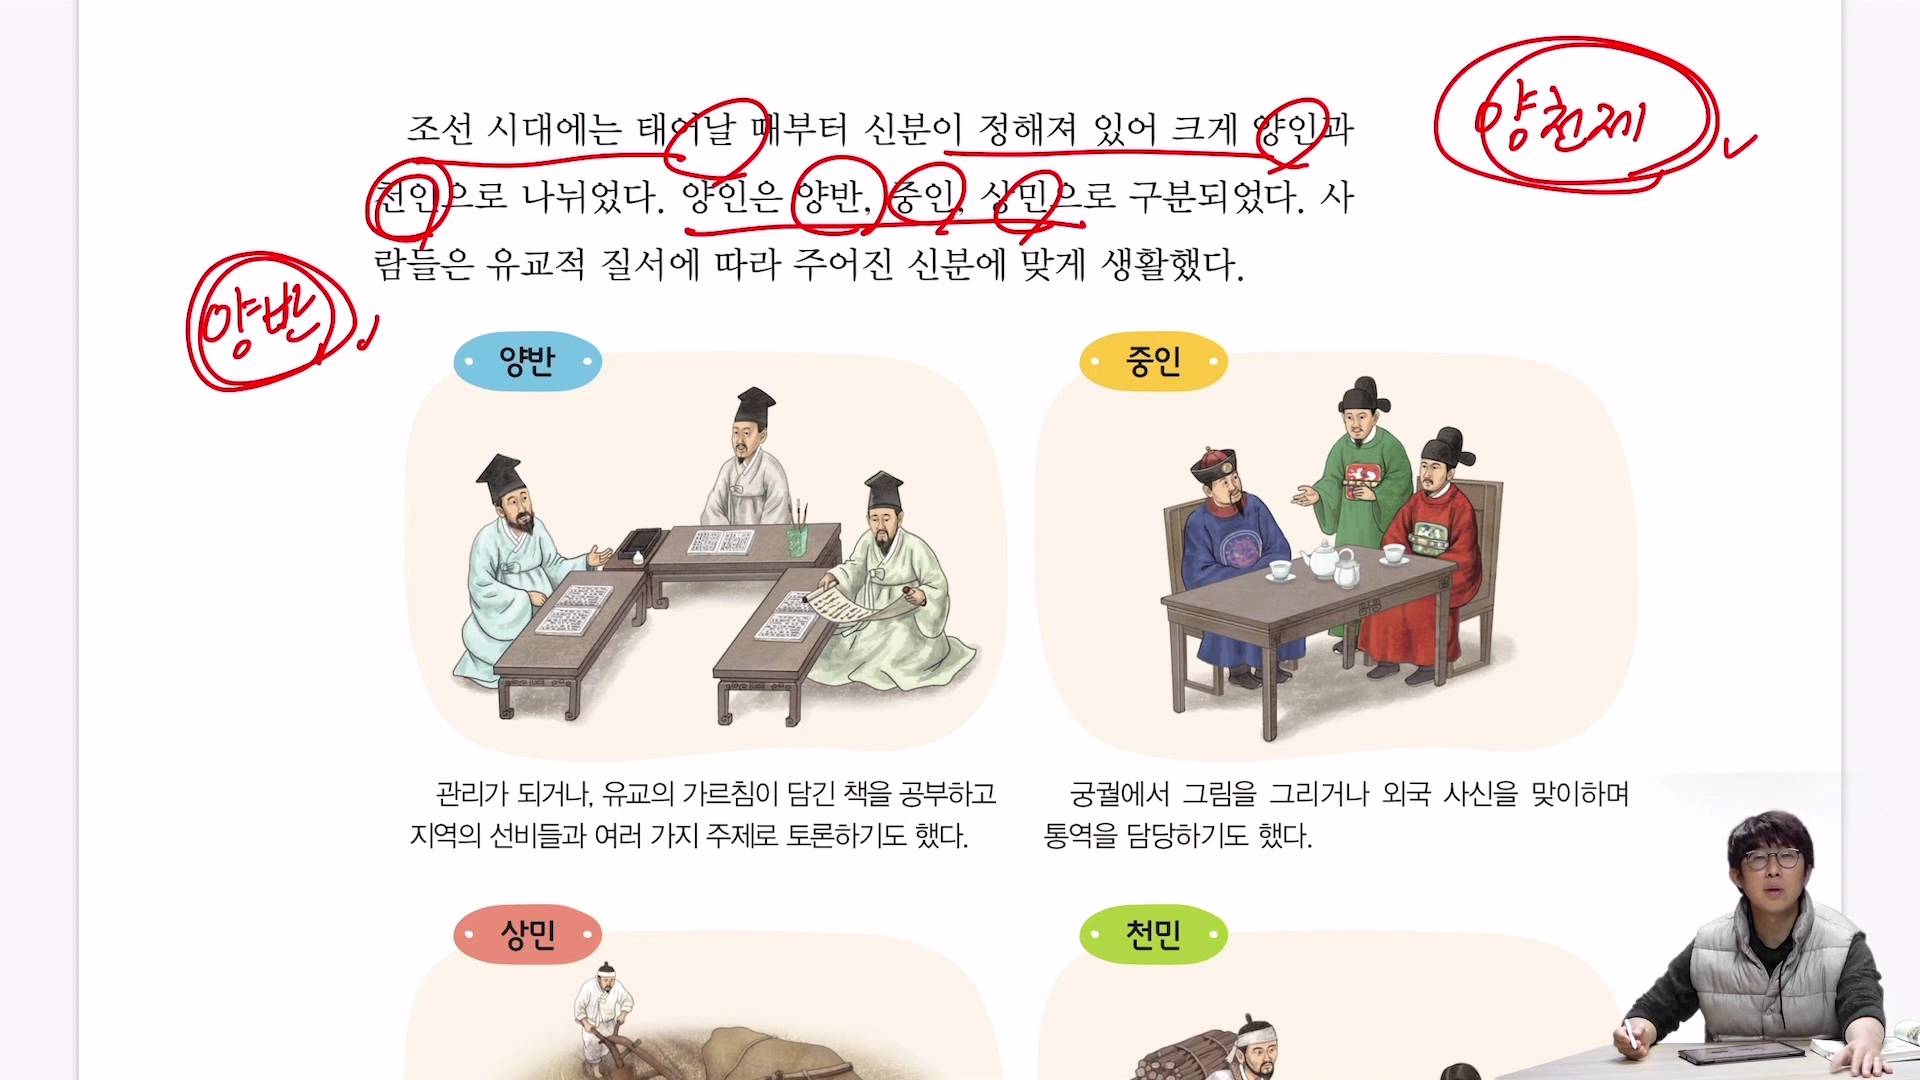 양천제
조선 시대에는 태어날 때부터 신분이 정해져 있어 크게 양인과
천인으로 나뉘었다. 양인은 양반, 중인, 상민으로 구분되었다. 사
람들은 유교적 질서에 따라 주어진 신분에 맞게 생활했다.
양반
양반
중인
관리가 되거나, 유교의 가르침이 담긴 책을 공부하고
지역의 선비들과 여러 가지 주제로 토론하기도 했다.
궁궐에서 그림을 그리거나 외국 사신을 맞이하며
통역을 담당하기도 했다.
상민
천민